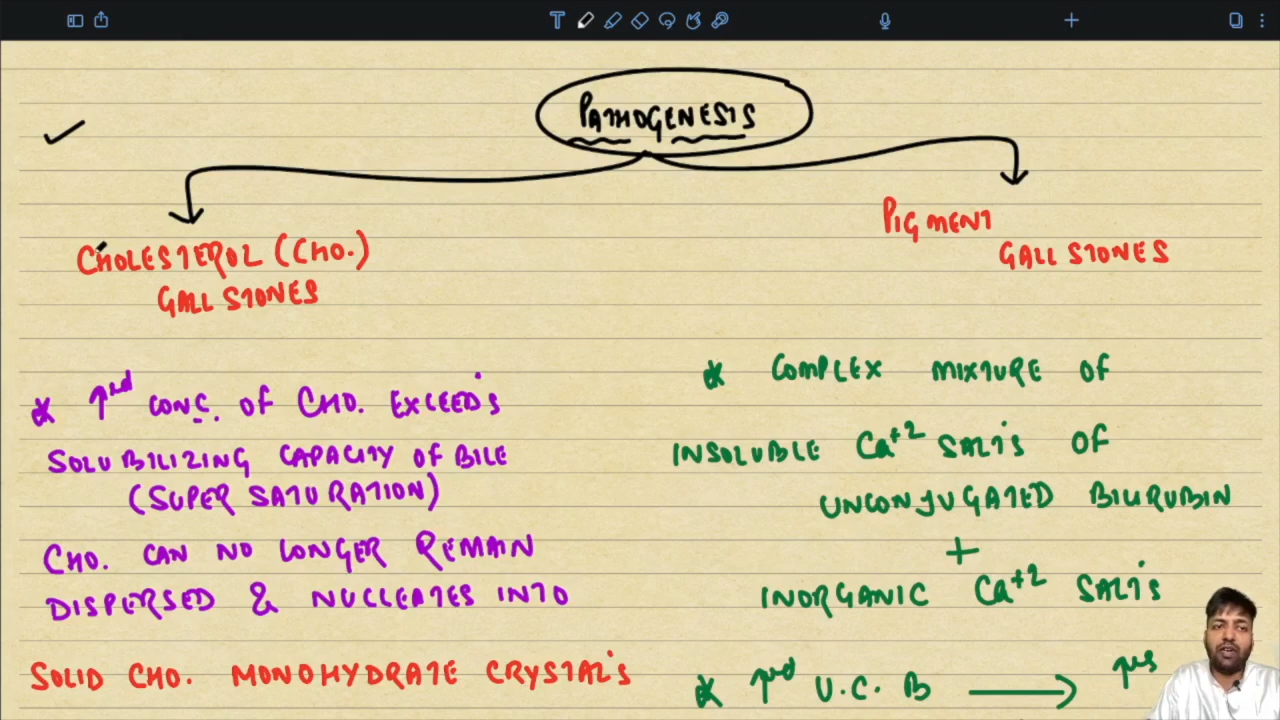 PATHOGENESIS
CHOLESTEROL (CHO.)
GALL STONES
* ↑ed CONC. OF CHO. EXCEEDS
SOLUBILIZING CAPACITY OF BILE
(SUPER SATURATION)
CHO. CAN NO LONGER REMAIN
DISPERSED & NUCLEATES INTO
SOLID CHO. MONOHYDRATE CRYSTALS
PIGMENT
GALL STONES
* COMPLEX MIXTURE OF
INSOLUBLE Ca+2 SALTS OF
UNCONJUGATED BILIRUBIN
+
INORGANIC Ca+2 SALTS
* ↑ed U.C.B → ↑es